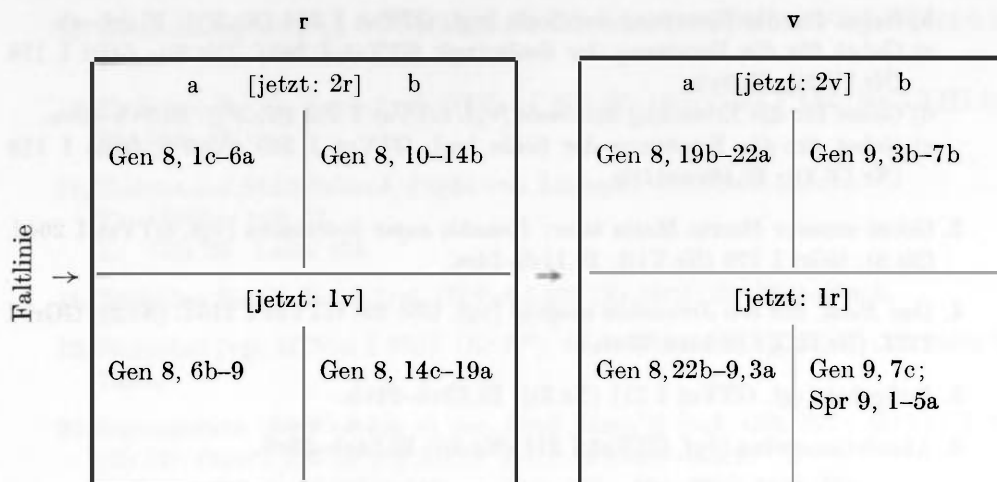 r v
a [jetzt: 2r] b a [jetzt: 2v] b
Gen 8, 1c–6a Gen 8, 10–14b Gen 8, 19b–22a Gen 9, 3b–7b
Faltlinie → →
[jetzt: 1v] [jetzt: 1r]
Gen 8, 6b–9 Gen 8, 14c–19a Gen 8, 22b–9, 3a Gen 9, 7c;
Spr 9, 1–5a